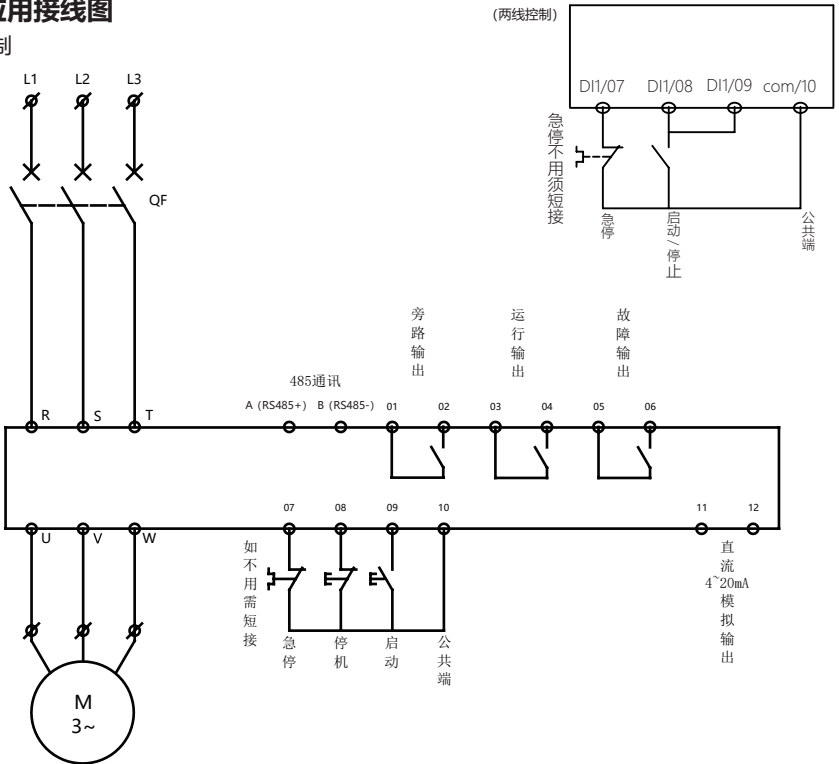 应用接线图
制
(两线控制)
DI1/07 DI1/08 DI1/09 com/10
急停不用须短接
急停
启动/停止
公共端
L1 L2 L3
QF
旁路输出
运行输出
故障输出
485通讯
A (RS485+) B (RS485-) 01 02 03 04 05 06
R S T
07 08 09 10 11 12
U V W
如不用需短接
急停
停机
启动
公共端
直流
4~20mA
模拟输出
M
3~